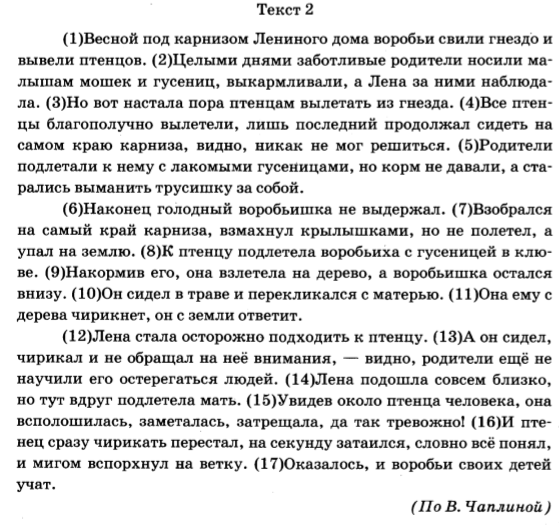 Текст 2
(1)Весной под карнизом Лениного дома воробьи свили гнездо и
вывели птенцов. (2)Целыми днями заботливые родители носили ма-
лышам мошек и гусениц, выкармливали, а Лена за ними наблюда-
ла. (3)Но вот настала пора птенцам вылетать из гнезда. (4)Все птен-
цы благополучно вылетели, лишь последний продолжал сидеть на
самом краю карниза, видно, никак не мог решиться. (5)Родители
подлетали к нему с лакомыми гусеницами, но корм не давали, а ста-
рались выманить трусишку за собой.
(6)Наконец голодный воробьишка не выдержал. (7)Взобрался
на самый край карниза, взмахнул крылышками, но не полетел, а
упал на землю. (8)К птенцу подлетела воробьиха с гусеницей в клю-
ве. (9)Накормив его, она взлетела на дерево, а воробьишка остался
внизу. (10)Он сидел в траве и перекликался с матерью. (11)Она ему с
дерева чирикнет, он с земли ответит.
(12)Лена стала осторожно подходить к птенцу. (13)А он сидел,
чирикал и не обращал на неё внимания, — видно, родители ещё не
научили его остерегаться людей. (14)Лена подошла совсем близко,
но тут вдруг подлетела мать. (15)Увидев около птенца человека, она
всполошилась, заметалась, затрещала, да так тревожно! (16)И пте-
нец сразу чирикать перестал, на секунду затаился, словно всё понял,
и мигом вспорхнул на ветку. (17)Оказалось, и воробьи своих детей
учат.
(По В. Чаплиной)